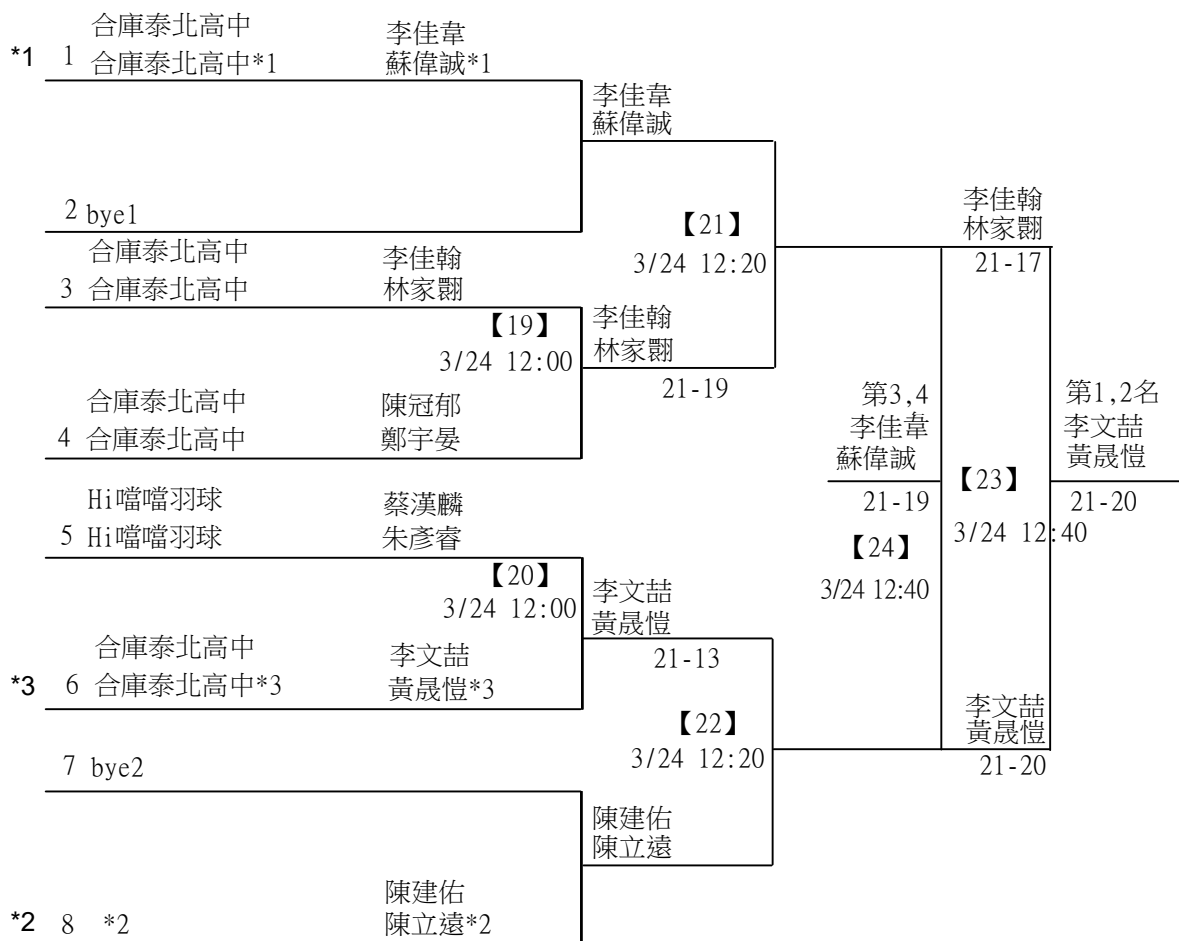 合庫泰北高中
李佳韋
*1 1 合庫泰北高中*1 蘇偉誠*1
李佳韋
蘇偉誠
2 bye1
【21】
3/24 12:20
李佳翰
林家翾
21-17
合庫泰北高中 李佳翰
3 合庫泰北高中 林家翾
【19】
3/24 12:00
李佳翰
林家翾
21-19
合庫泰北高中 陳冠郁
4 合庫泰北高中 鄭宇晏
第3,4
李佳韋
蘇偉誠
21-19
【24】
3/24 12:40
【23】
3/24 12:40
第1,2名
李文喆
黃晟愷
21-20
Hi噹噹羽球 蔡漢麟
5 Hi噹噹羽球 朱彥睿
【20】
3/24 12:00
李文喆
黃晟愷
21-13
合庫泰北高中 李文喆
*3 6 合庫泰北高中*3 黃晟愷*3
【22】
3/24 12:20
李文喆
黃晟愷
21-20
7 bye2
陳建佑
陳立遠
陳建佑
*2 8 *2 陳立遠*2